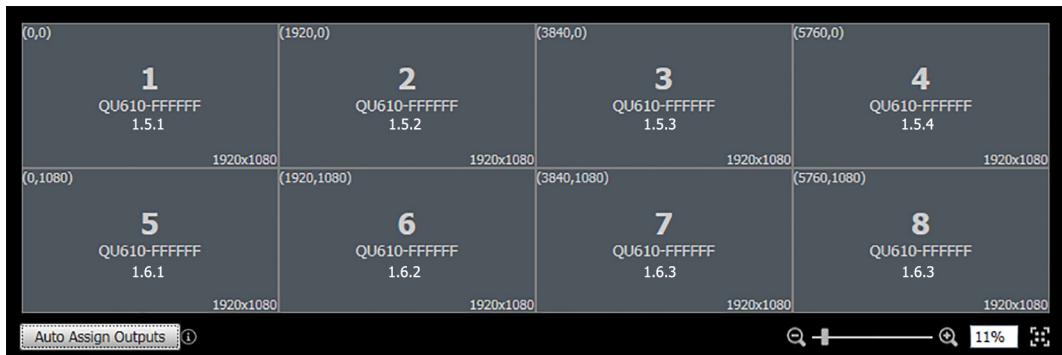 (0,0) (1920,0) (3840,0) (5760,0)
1 2 3 4
QU610-FFFFFF QU610-FFFFFF QU610-FFFFFF QU610-FFFFFF
1.5.1 1.5.2 1.5.3 1.5.4
1920x1080 1920x1080 1920x1080 1920x1080
(0,1080) (1920,1080) (3840,1080) (5760,1080)
5 6 7 8
QU610-FFFFFF QU610-FFFFFF QU610-FFFFFF QU610-FFFFFF
1.6.1 1.6.2 1.6.3 1.6.3
1920x1080 1920x1080 1920x1080 1920x1080
Auto Assign Outputs 11%